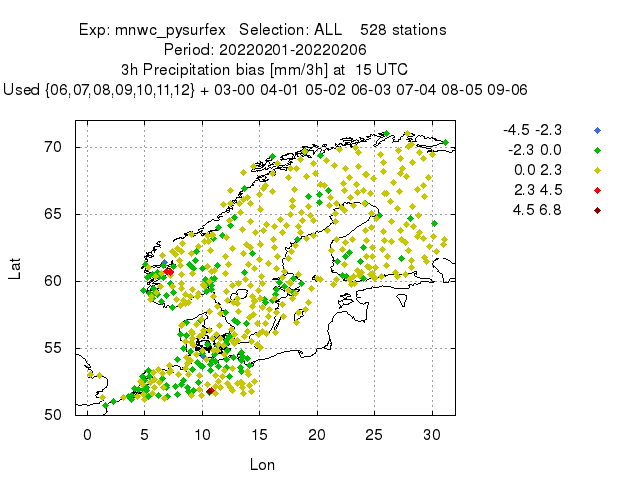 Exp: mnwc_pysurfex Selection: ALL 528 stations
Period: 20220201-20220206
3h Precipitation bias [mm/3h] at 15 UTC
Used {06,07,08,09,10,11,12} + 03-00 04-01 05-02 06-03 07-04 08-05 09-06
-4.5 -2.3
-2.3 0.0
0.0 2.3
2.3 4.5
4.5 6.8
70
65
60
55
50
Lat
0 5 10 15 20 25 30
Lon